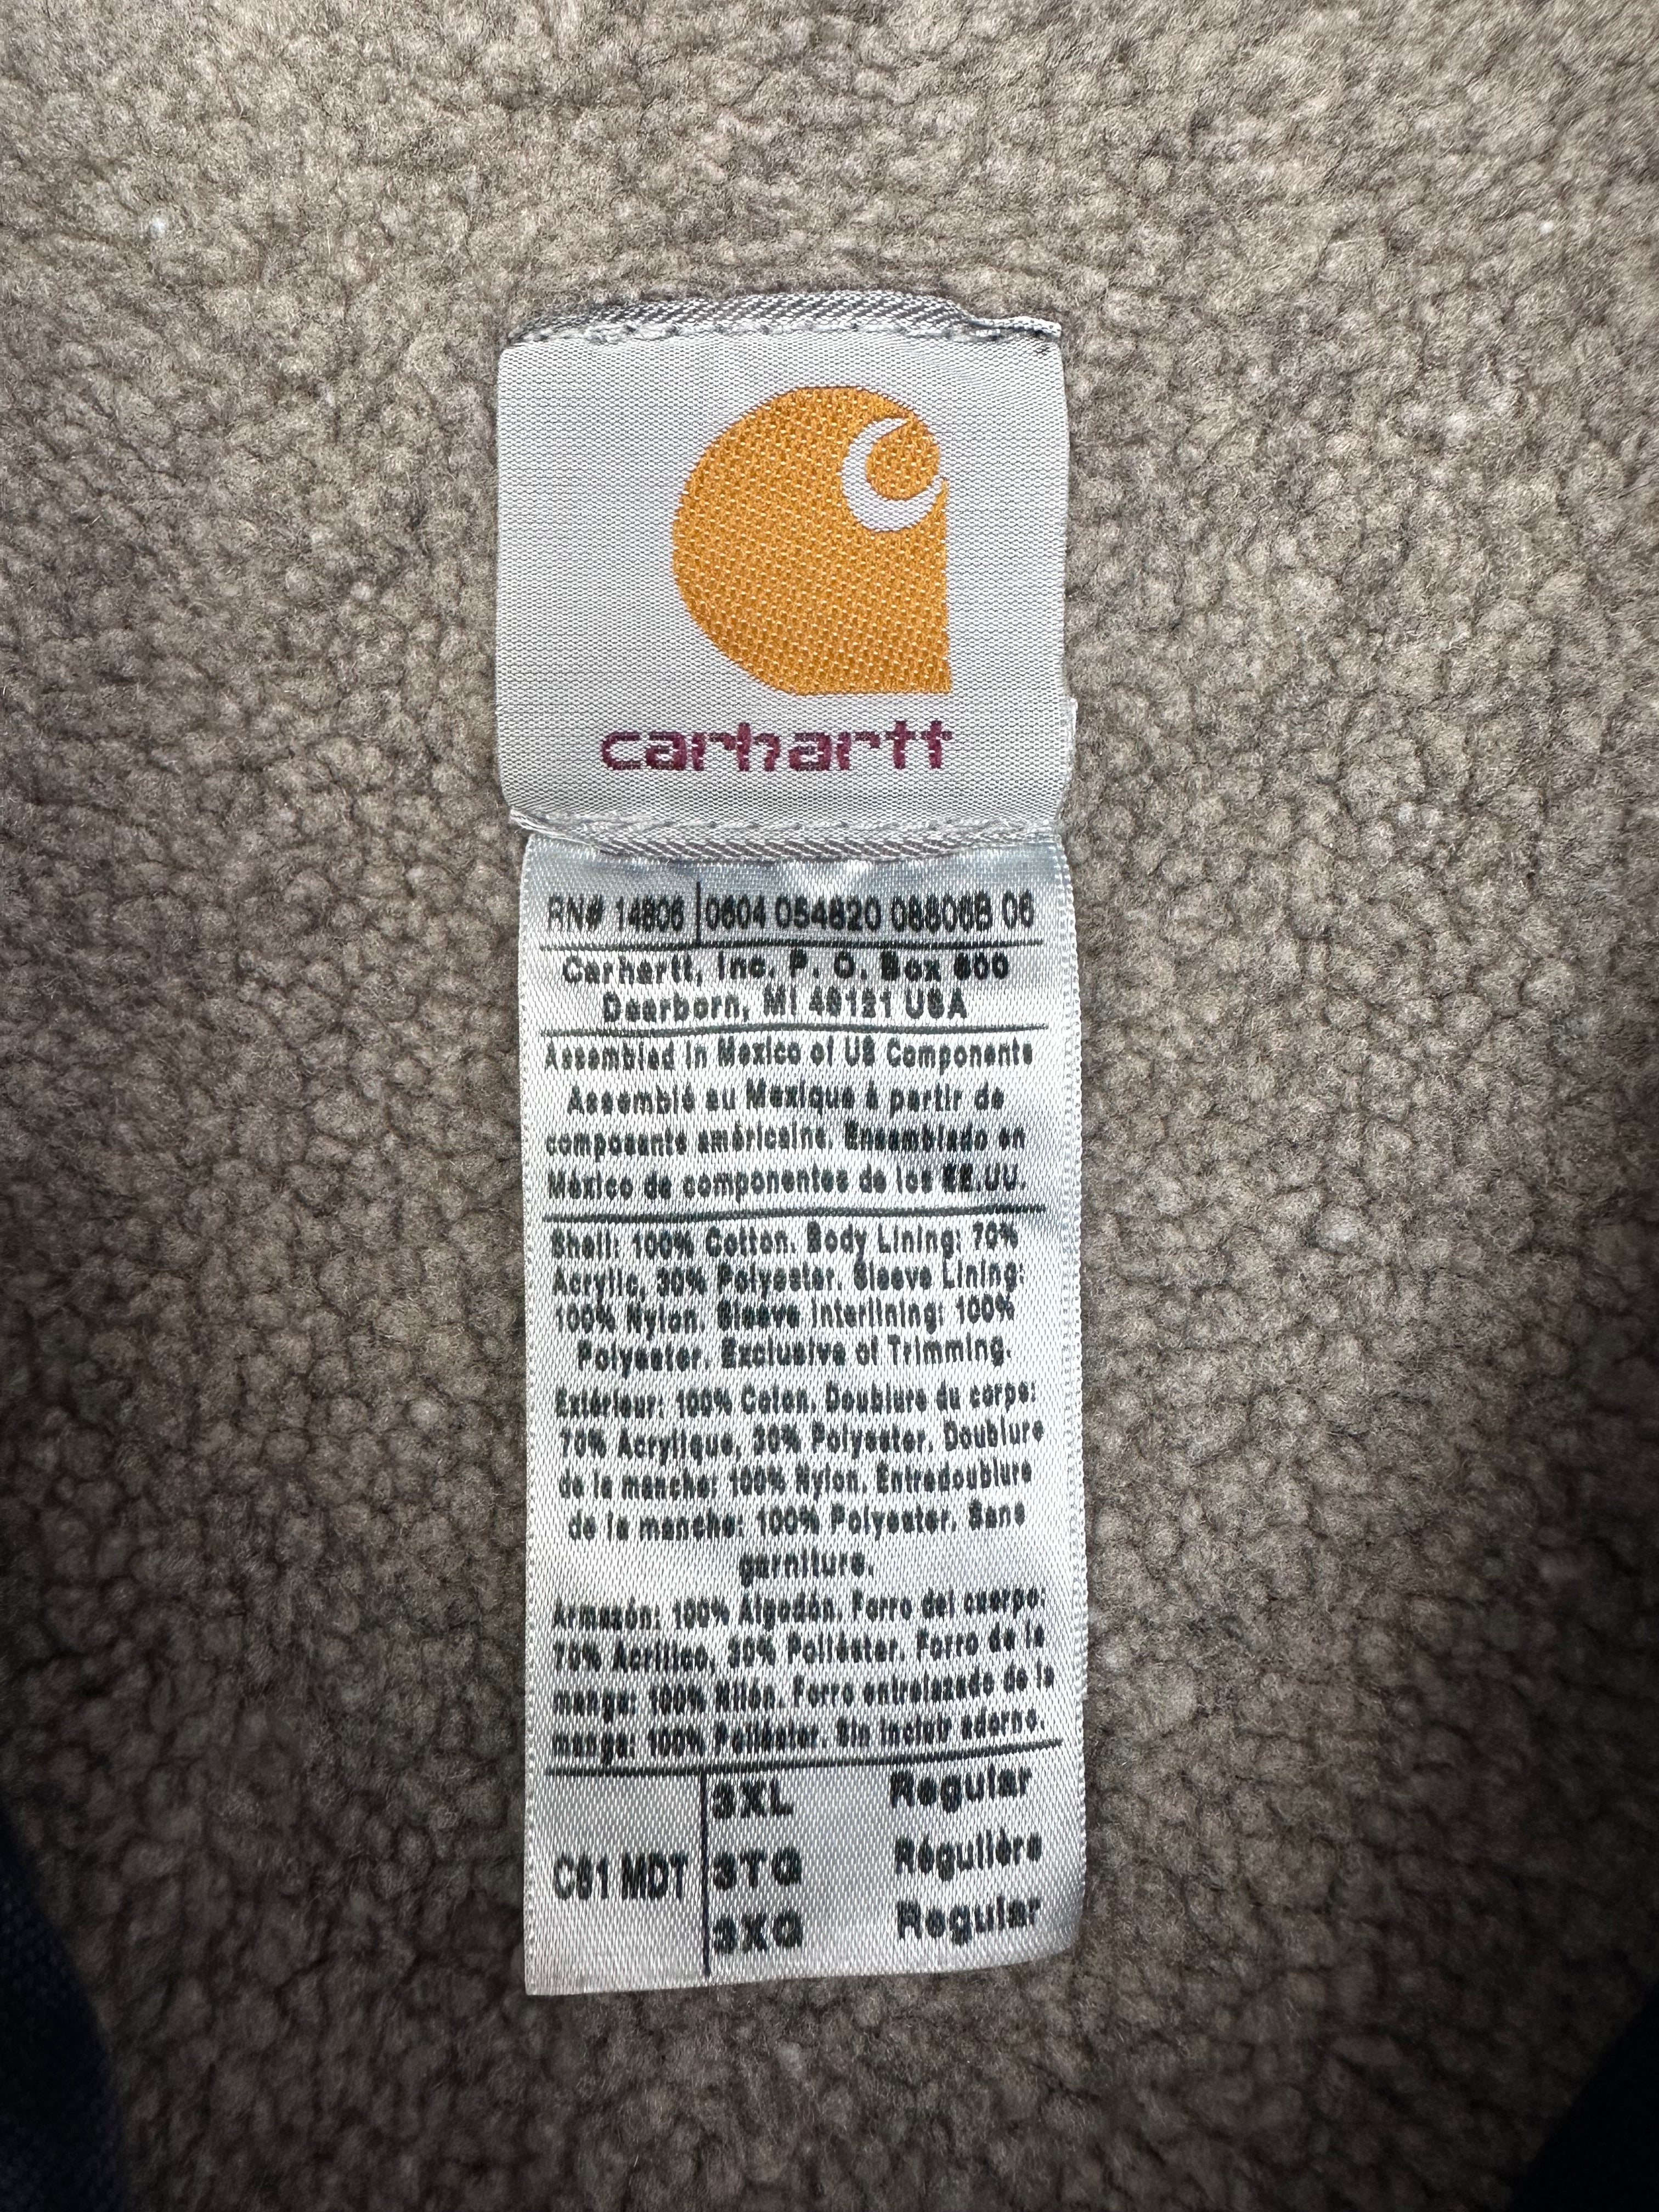 carhartt
RN# 14806 0604 054820 08806B 06
Carhartt, Inc. P. O. Box 600
Dearborn, MI 48121 USA
Assembled in Mexico of US Components
Assemblé au Mexique à partir de
composants américains. Ensamblado en
México de componentes de los EE.UU.
Shell: 100% Cotton. Body Lining: 70%
Acrylic, 30% Polyester. Sleeve Lining:
100% Nylon. Sleeve Interlining: 100%
Polyester. Exclusive of Trimming.
Extérieur: 100% Coton. Doublure du corps:
70% Acrylique, 30% Polyester. Doublure
de la manche: 100% Nylon. Entredoublure
de la manche: 100% Polyester. Sans
garniture.
Armazón: 100% Algodón. Forro del cuerpo:
70% Acrílico, 30% Poliéster. Forro de la
manga: 100% Nilón. Forro entrelazado de la
manga: 100% Poliéster. Sin incluir adorno.
3XL Regular
C61 MDT 3TG Régulière
3XG Regular